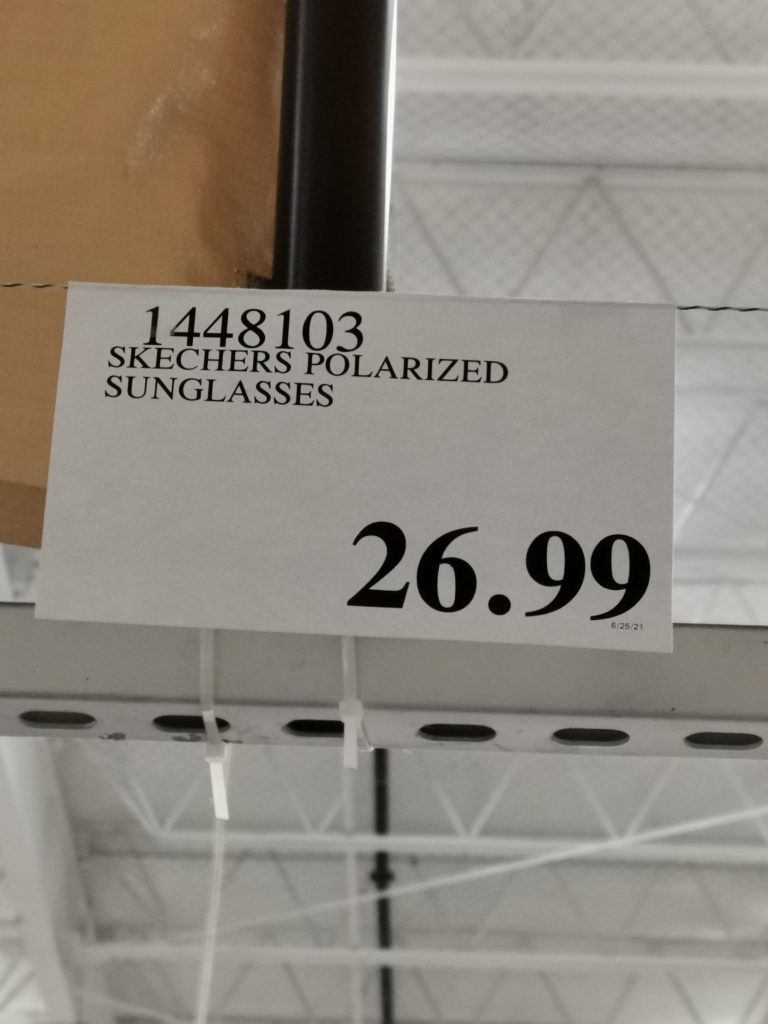 1448103
SKECHERS POLARIZED
SUNGLASSES
26.99
6/25/21